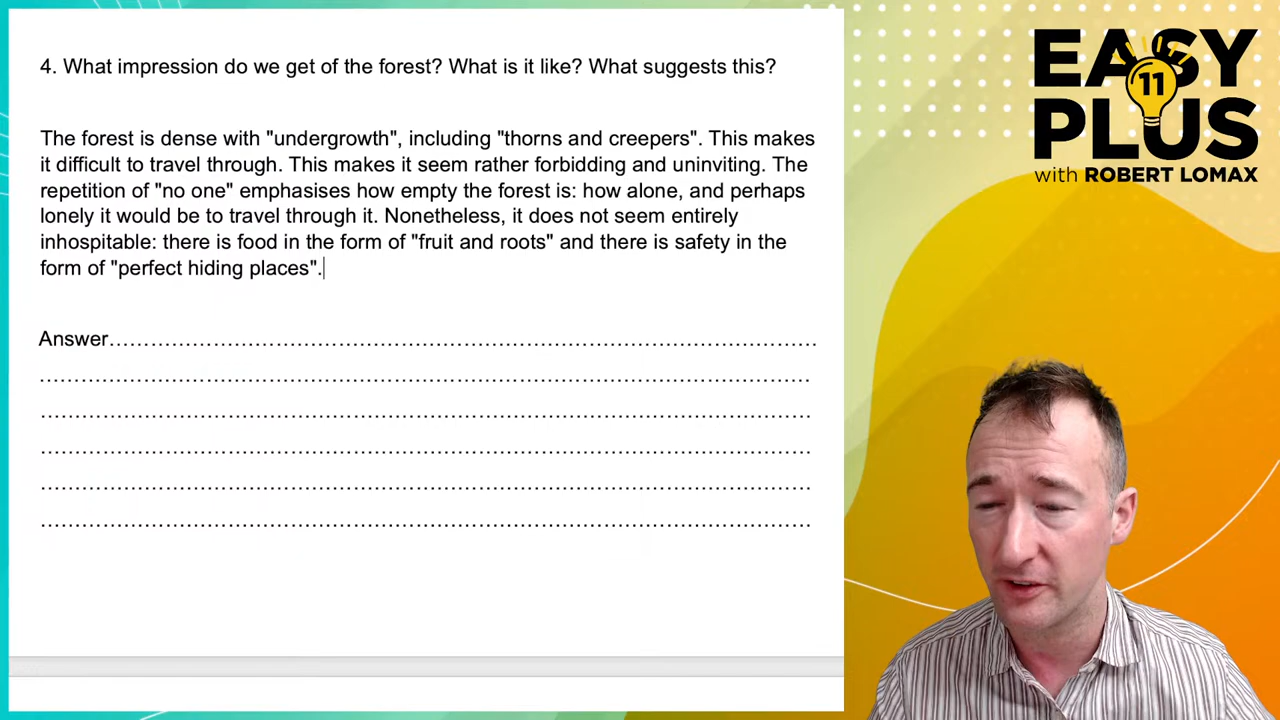 4. What impression do we get of the forest? What is it like? What suggests this?
The forest is dense with "undergrowth", including "thorns and creepers". This makes
it difficult to travel through. This makes it seem rather forbidding and uninviting. The
repetition of "no one" emphasises how empty the forest is: how alone, and perhaps
lonely it would be to travel through it. Nonetheless, it does not seem entirely
inhospitable: there is food in the form of "fruit and roots" and there is safety in the
form of "perfect hiding places".
Answer……………………………………………………………………………………
……………………………………………………………………………………………
……………………………………………………………………………………………
……………………………………………………………………………………………
……………………………………………………………………………………………
……………………………………………………………………………………………
EASY
11
PLUS
with ROBERT LOMAX